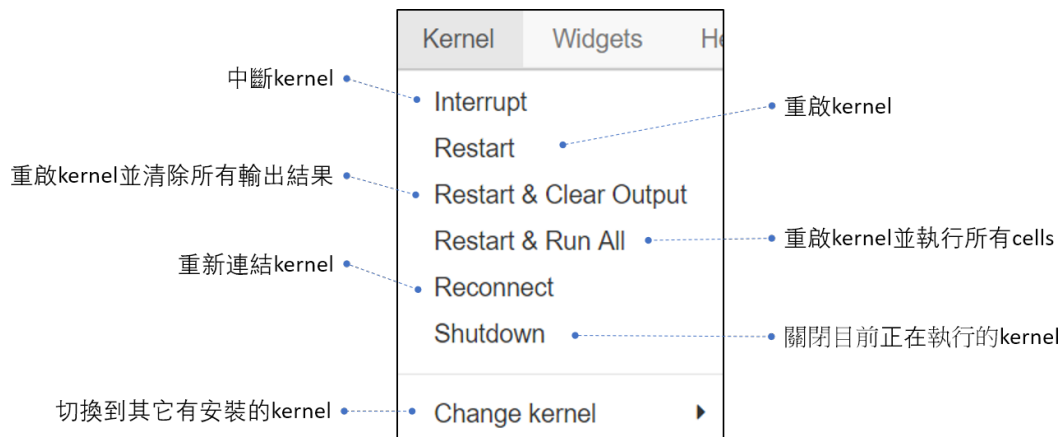 Kernel Widgets He
中斷kernel
Interrupt
重啟kernel
Restart
重啟kernel並清除所有輸出結果
Restart & Clear Output
Restart & Run All
重啟kernel並執行所有cells
重新連結kernel
Reconnect
Shutdown
關閉目前正在執行的kernel
切換到其它有安裝的kernel
Change kernel